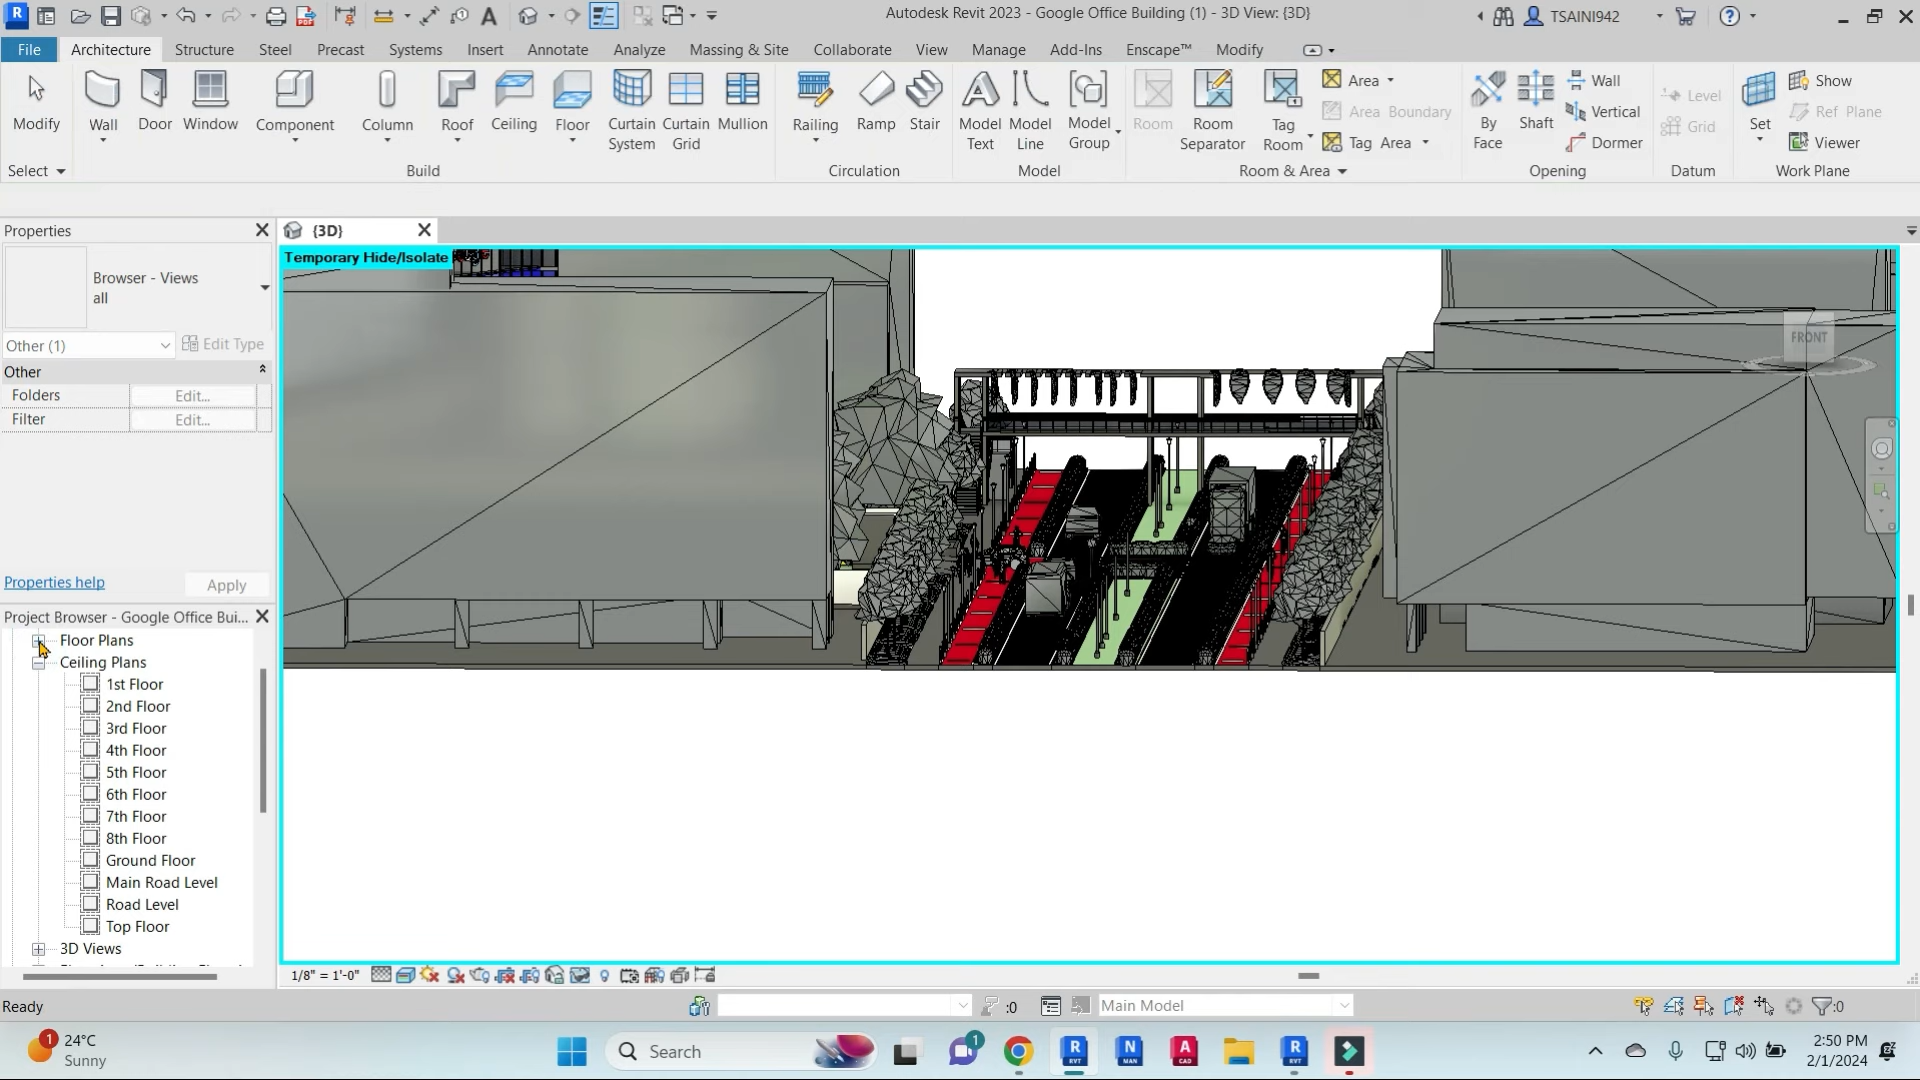 Autodesk Revit 2023 - Google Office Building (1) - 3D View: {3D}
TSAINI942
File Architecture Structure Steel Precast Systems Insert Annotate Analyze Massing & Site Collaborate View Manage Add-Ins Enscape™ Modify
Modify
Wall
Door
Window
Component
Column
Roof
Ceiling
Floor
Curtain System
Curtain Grid
Mullion
Railing
Ramp
Stair
Model Text
Model Line
Model Group
Room
Room Separator
Tag Room
Area
Area Boundary
Tag Area
By Face
Shaft
Wall
Vertical
Dormer
Level
Grid
Set
Show
Ref Plane
Viewer
Select
Build
Circulation
Model
Room & Area
Opening
Datum
Work Plane
Properties
{3D}
Browser - Views
all
Other (1)
Edit Type
Other
Folders Edit...
Filter Edit...
Properties help
Apply
Temporary Hide/Isolate
FRONT
Project Browser - Google Office Bui...
Floor Plans
Ceiling Plans
1st Floor
2nd Floor
3rd Floor
4th Floor
5th Floor
6th Floor
7th Floor
8th Floor
Ground Floor
Main Road Level
Road Level
Top Floor
3D Views
1/8" = 1'-0"
Ready
:0
Main Model
:0
1
24°C
Sunny
Search
1
2:50 PM
2/1/2024